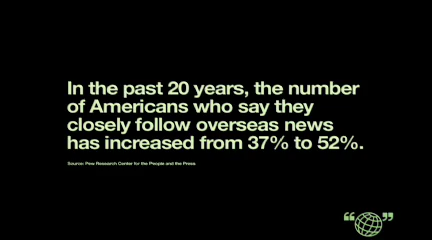 In the past 20 years, the number
of Americans who say they
closely follow overseas news
has increased from 37% to 52%.
Source: Pew Research Center for the People and the Press